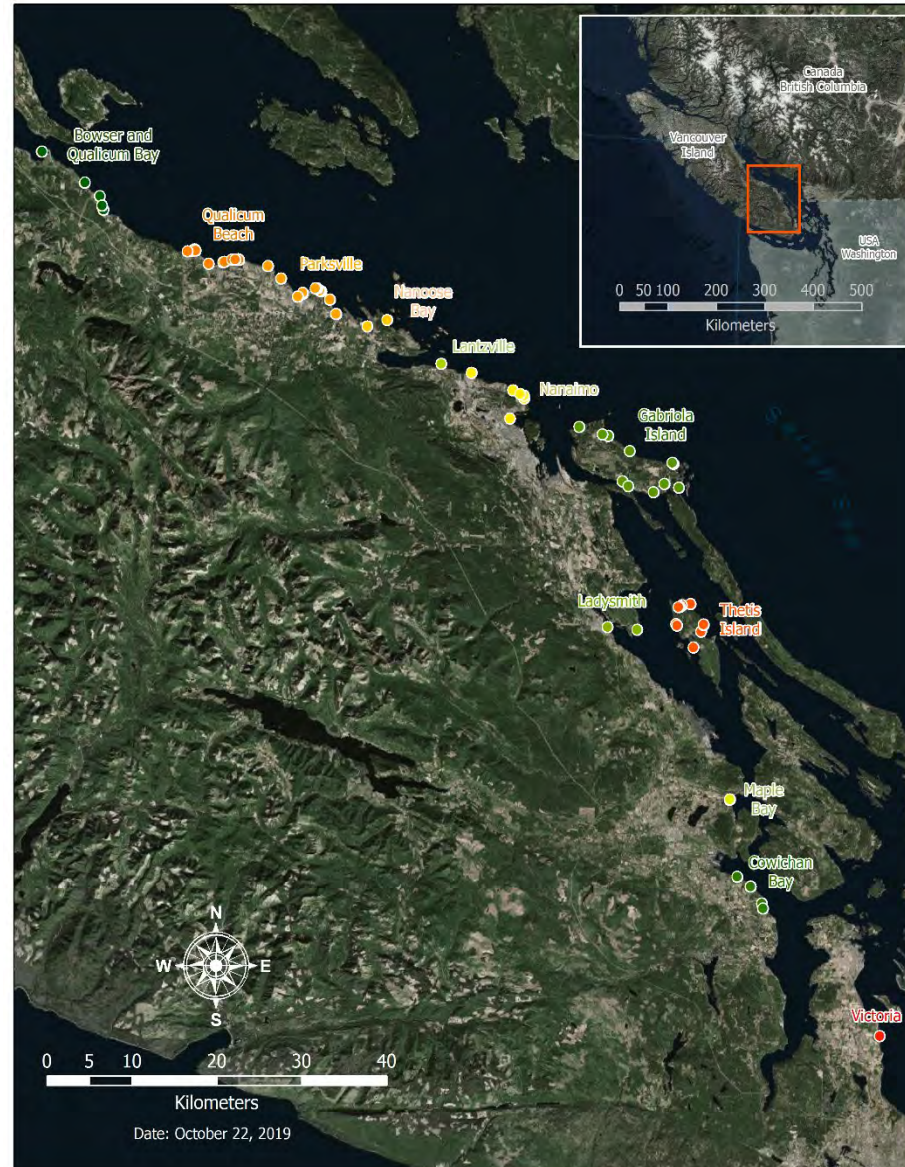 Canada
British Columbia
Vancouver
Island
USA
Washington
0 50 100 200 300 400 500
Kilometers
Bowser and
Qualicum Bay
Qualicum
Beach
Parksville
Nanoose
Bay
Lantzville
Nanaimo
Gabriola
Island
Salish Sea
Ladysmith
Thetis
Island
Maple
Bay
Cowichan
Bay
Victoria
N
W E
S
0 5 10 20 30 40
Kilometers
Date: October 22, 2019